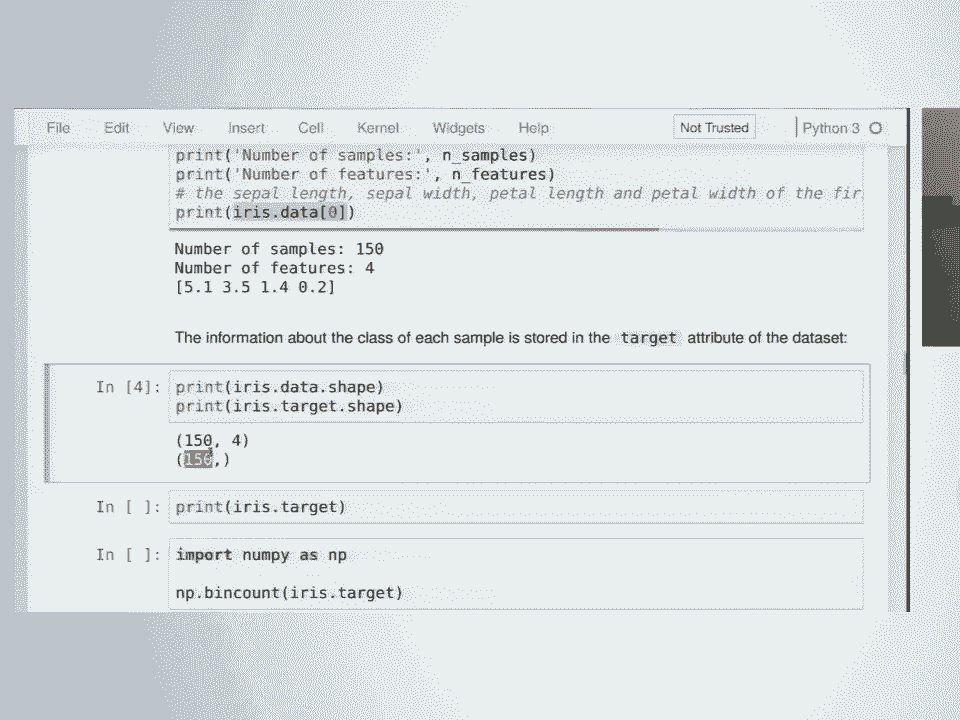 File Edit View Insert Cell Kernel Widgets Help Not Trusted Python 3
print('Number of samples:', n_samples)
print('Number of features:', n_features)
# the sepal length, sepal width, petal length and petal width of the fir
print(iris.data[0])
Number of samples: 150
Number of features: 4
[5.1 3.5 1.4 0.2]
The information about the class of each sample is stored in the target attribute of the dataset:
In [4]: print(iris.data.shape)
print(iris.target.shape)
(150, 4)
(150,)
In [ ]: print(iris.target)
In [ ]: import numpy as np
np.bincount(iris.target)